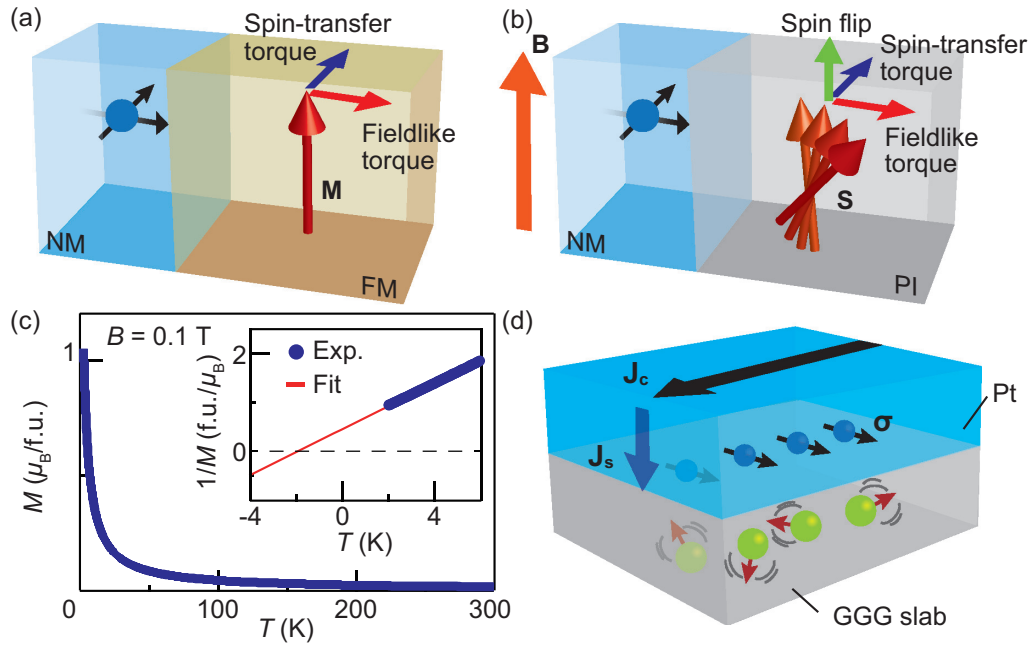 (a)
Spin-transfer
torque
Fieldlike
torque
M
NM
FM
(b)
B
Spin flip
Spin-transfer
torque
Fieldlike
torque
S
NM
PI
(c)
B = 0.1 T
M (μB/f.u.)
1
0
100
200
300
T (K)
1/M (f.u./μB)
2
0
-4
0
4
T (K)
Exp.
Fit
(d)
Jc
Js
σ
Pt
GGG slab